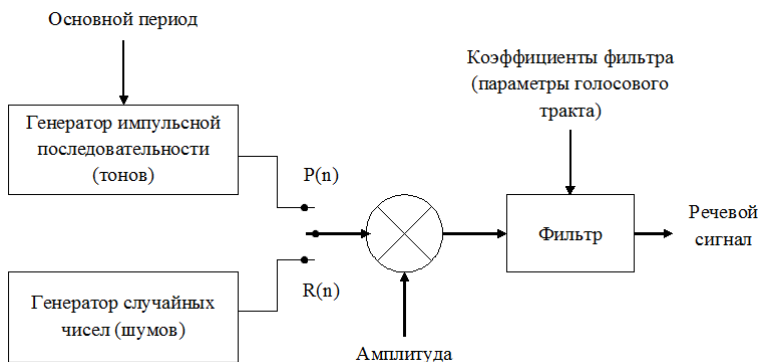 Основной период
Генератор импульсной
последовательности
(тонов)
P(n)
Коэффициенты фильтра
(параметры голосового
тракта)
Фильтр
Речевой
сигнал
R(n)
Генератор случайных
чисел (шумов)
Амплитуда